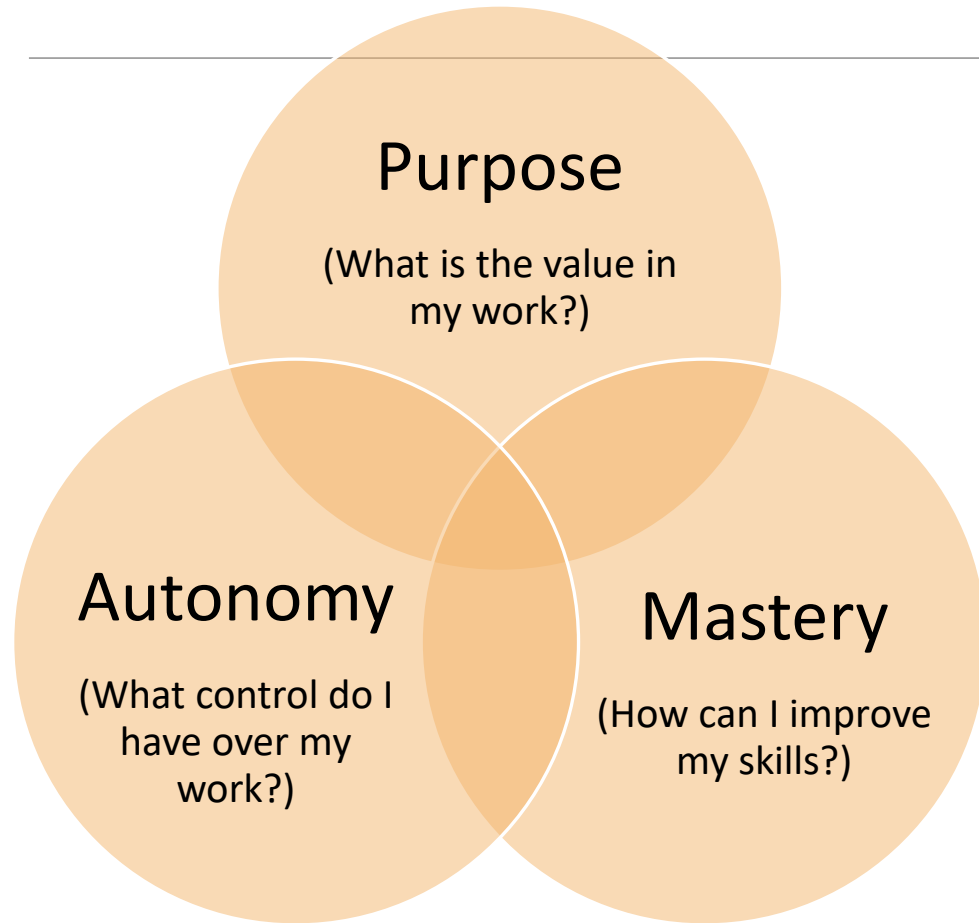 Purpose
(What is the value in
my work?)
Autonomy
(What control do I
have over my
work?)
Mastery
(How can I improve
my skills?)